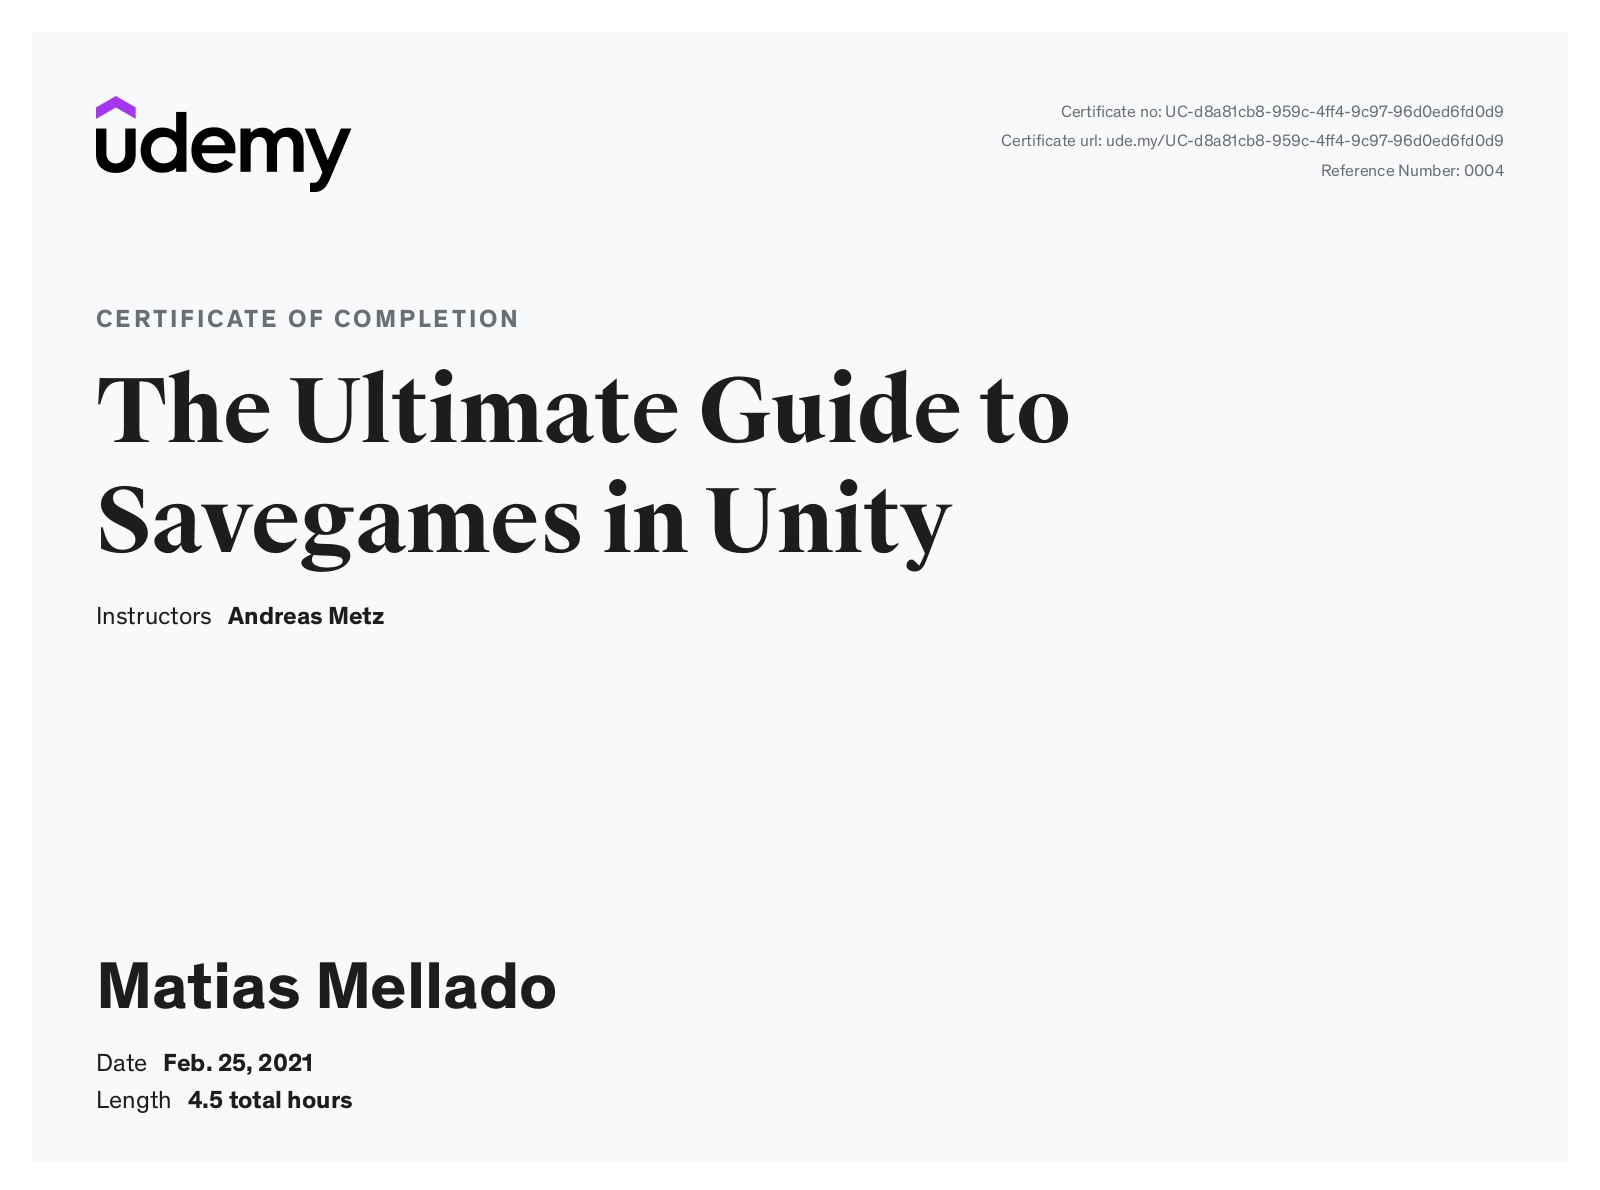 udemy
Certificate no: UC-d8a81cb8-959c-4ff4-9c97-96d0ed6fd0d9
Certificate url: ude.my/UC-d8a81cb8-959c-4ff4-9c97-96d0ed6fd0d9
Reference Number: 0004
CERTIFICATE OF COMPLETION
The Ultimate Guide to
Savegames in Unity
Instructors Andreas Metz
Matias Mellado
Date Feb. 25, 2021
Length 4.5 total hours